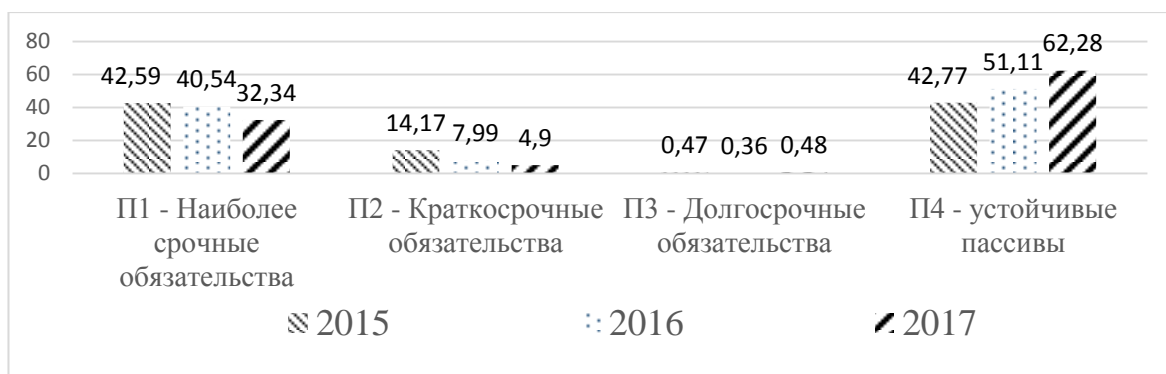 80
60
40
20
0
42,59
40,54
32,34
14,17
7,99
4,9
0,47
0,36
0,48
42,77
51,11
62,28
П1 - Наиболее
срочные
обязательства
П2 - Краткосрочные
обязательства
П3 - Долгосрочные
обязательства
П4 - устойчивые
пассивы
2015
2016
2017